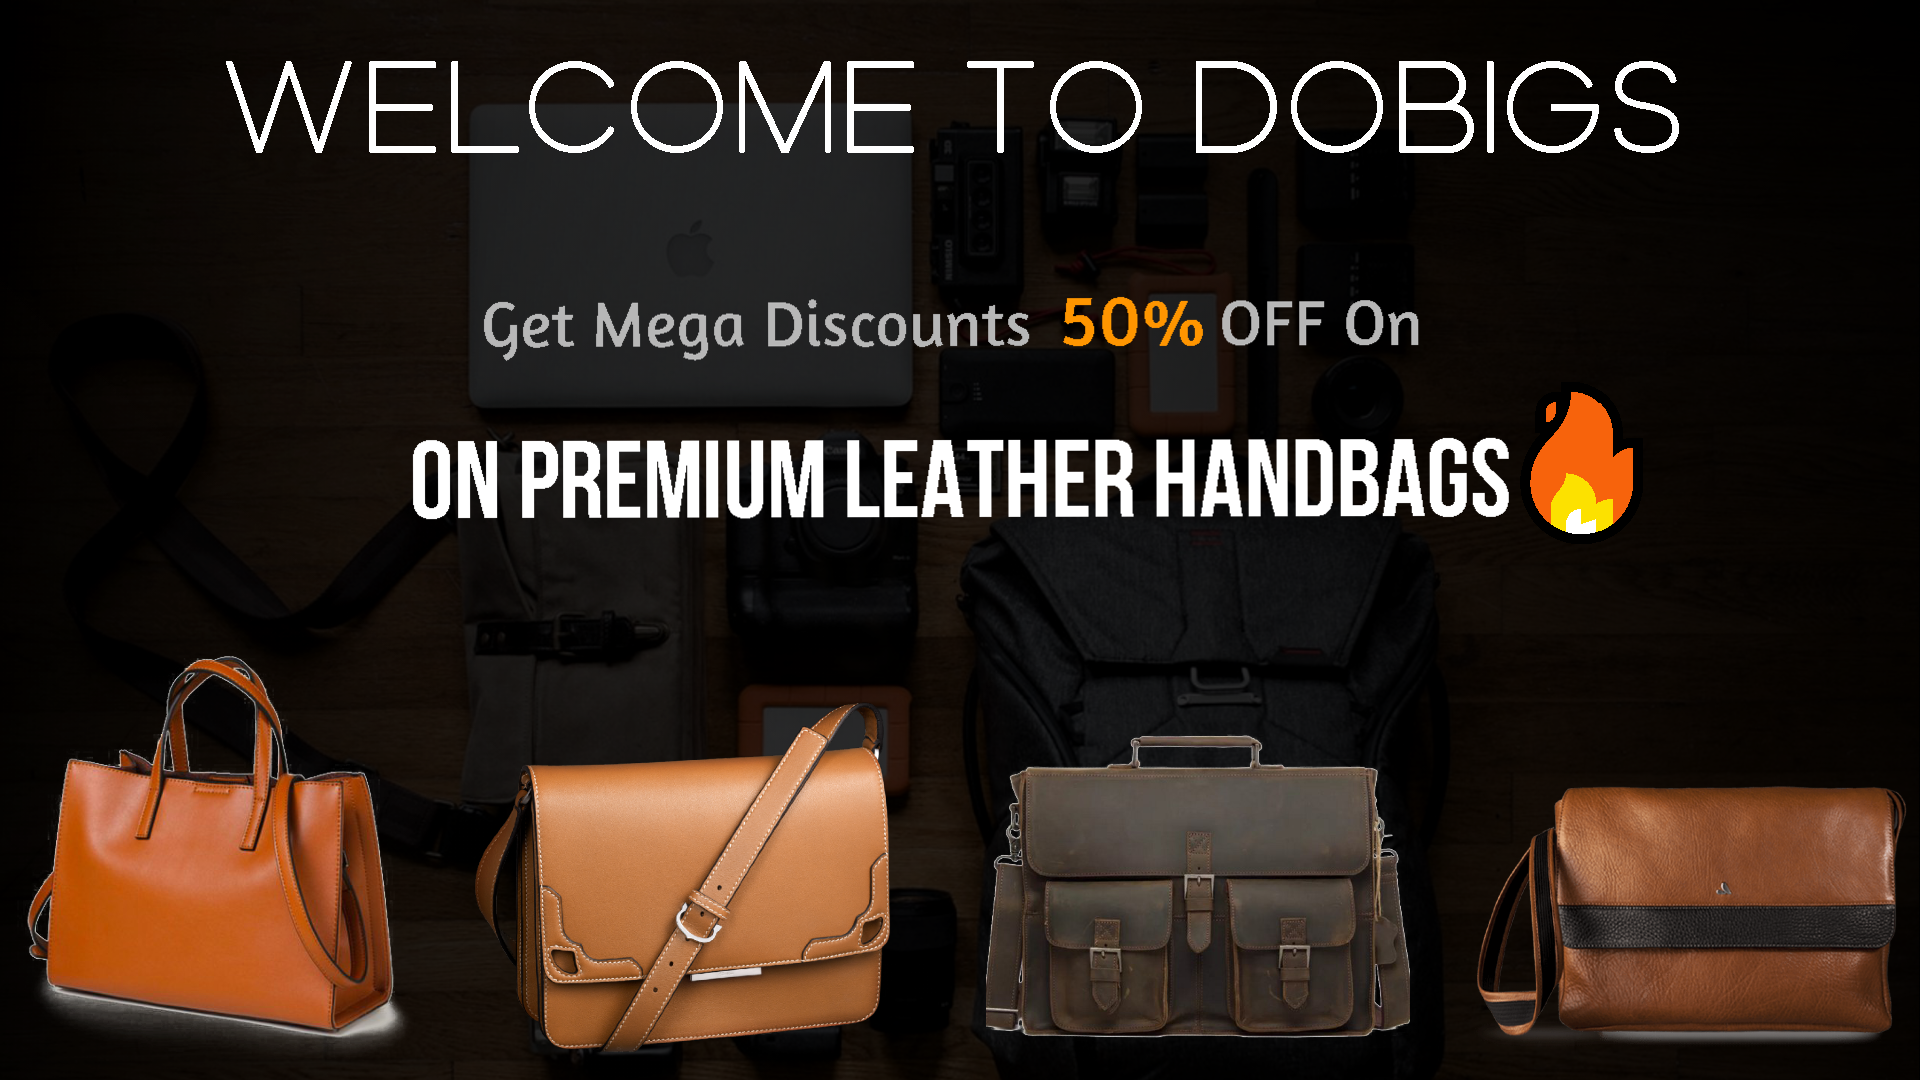 WELCOME TO DOBIGS
Get Mega Discounts 50% OFF On
ON PREMIUM LEATHER HANDBAGS